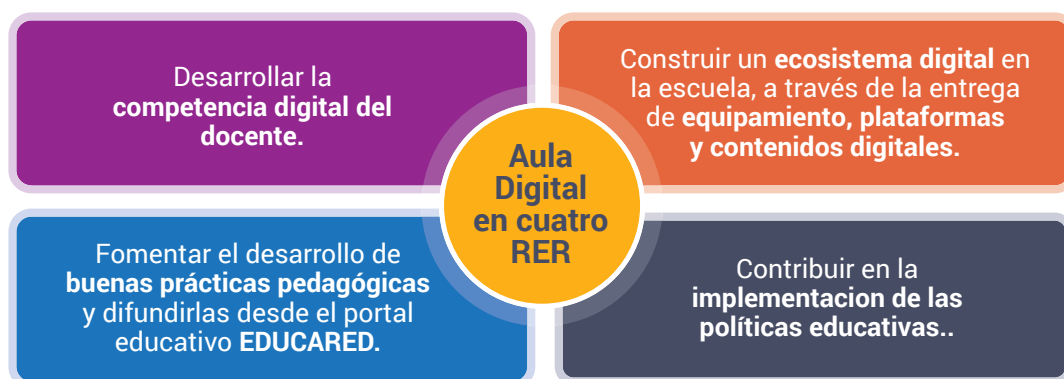 Desarrollar la
competencia digital del
docente.
Construir un ecosistema digital en
la escuela, a través de la entrega
de equipamiento, plataformas
y contenidos digitales.
Aula
Digital
en cuatro
RER
Fomentar el desarrollo de
buenas prácticas pedagógicas
y difundirlas desde el portal
educativo EDUCARED.
Contribuir en la
implementacion de las
políticas educativas..